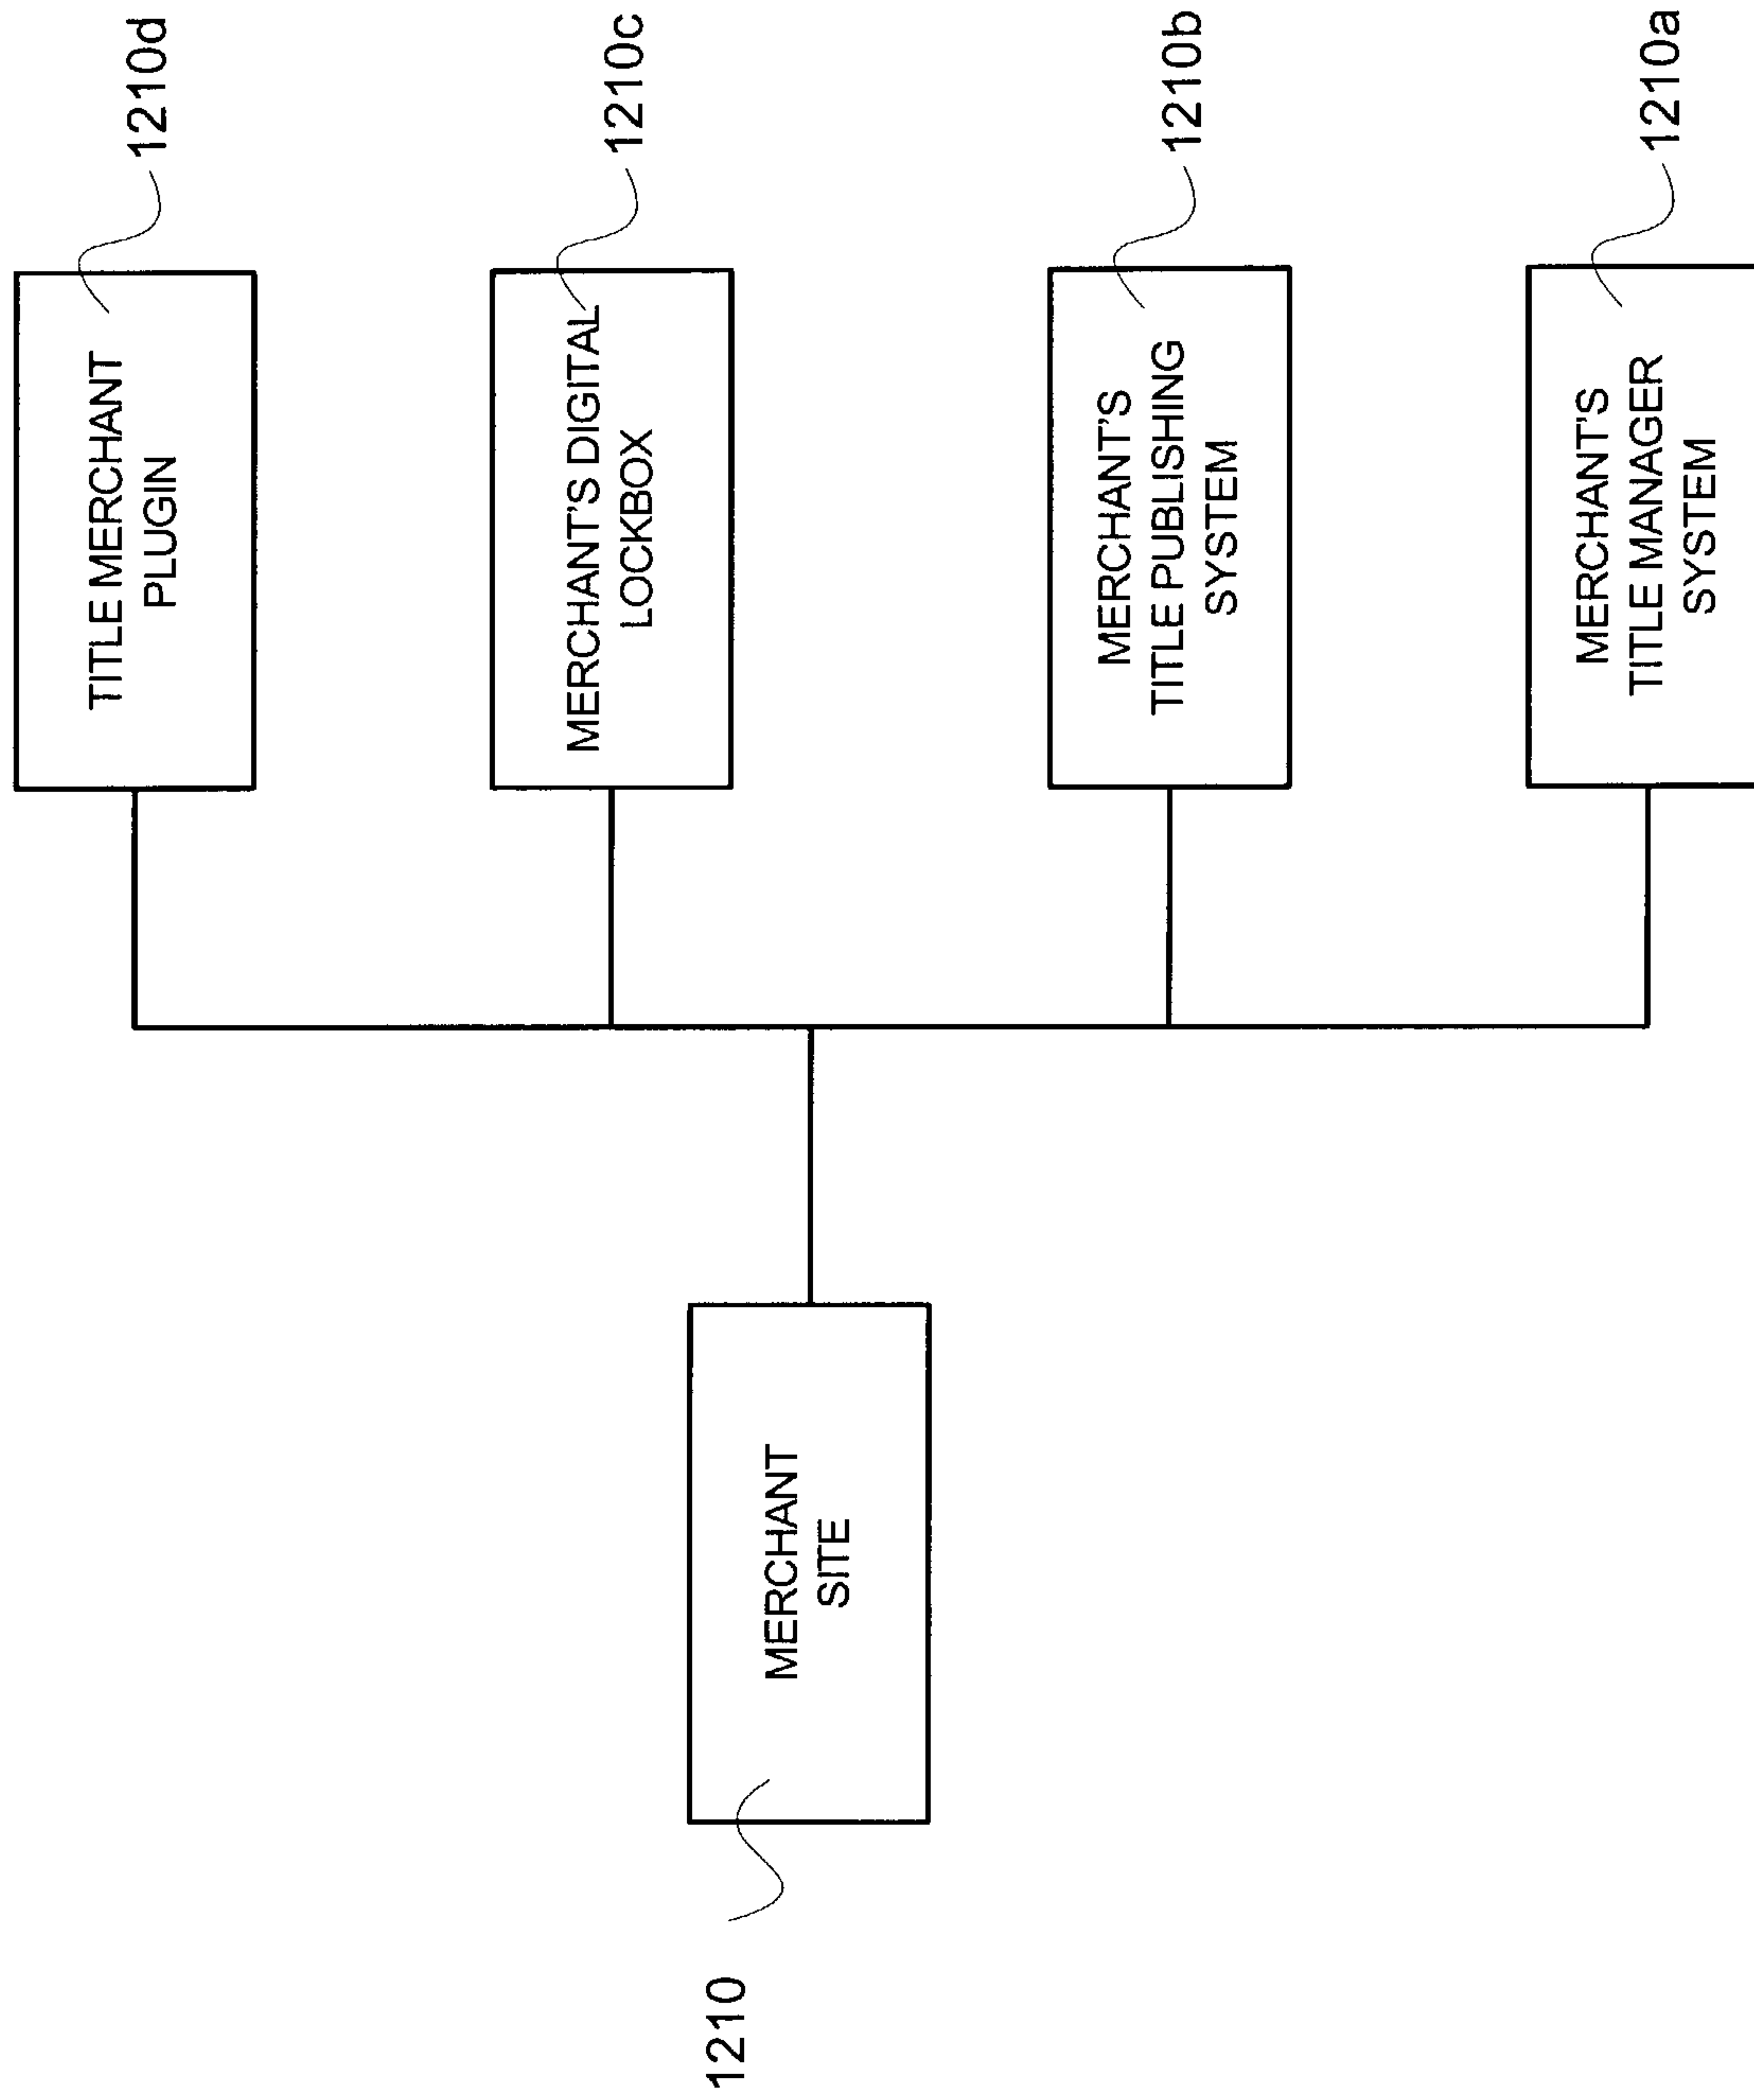 1210
MERCHANT
SITE
1210d
TITLE MERCHANT
PLUGIN
1210c
MERCHANT'S DIGITAL
LOCKBOX
1210b
MERCHANT'S
TITLE PUBLISHING
SYSTEM
1210a
MERCHANT'S
TITLE MANAGER
SYSTEM